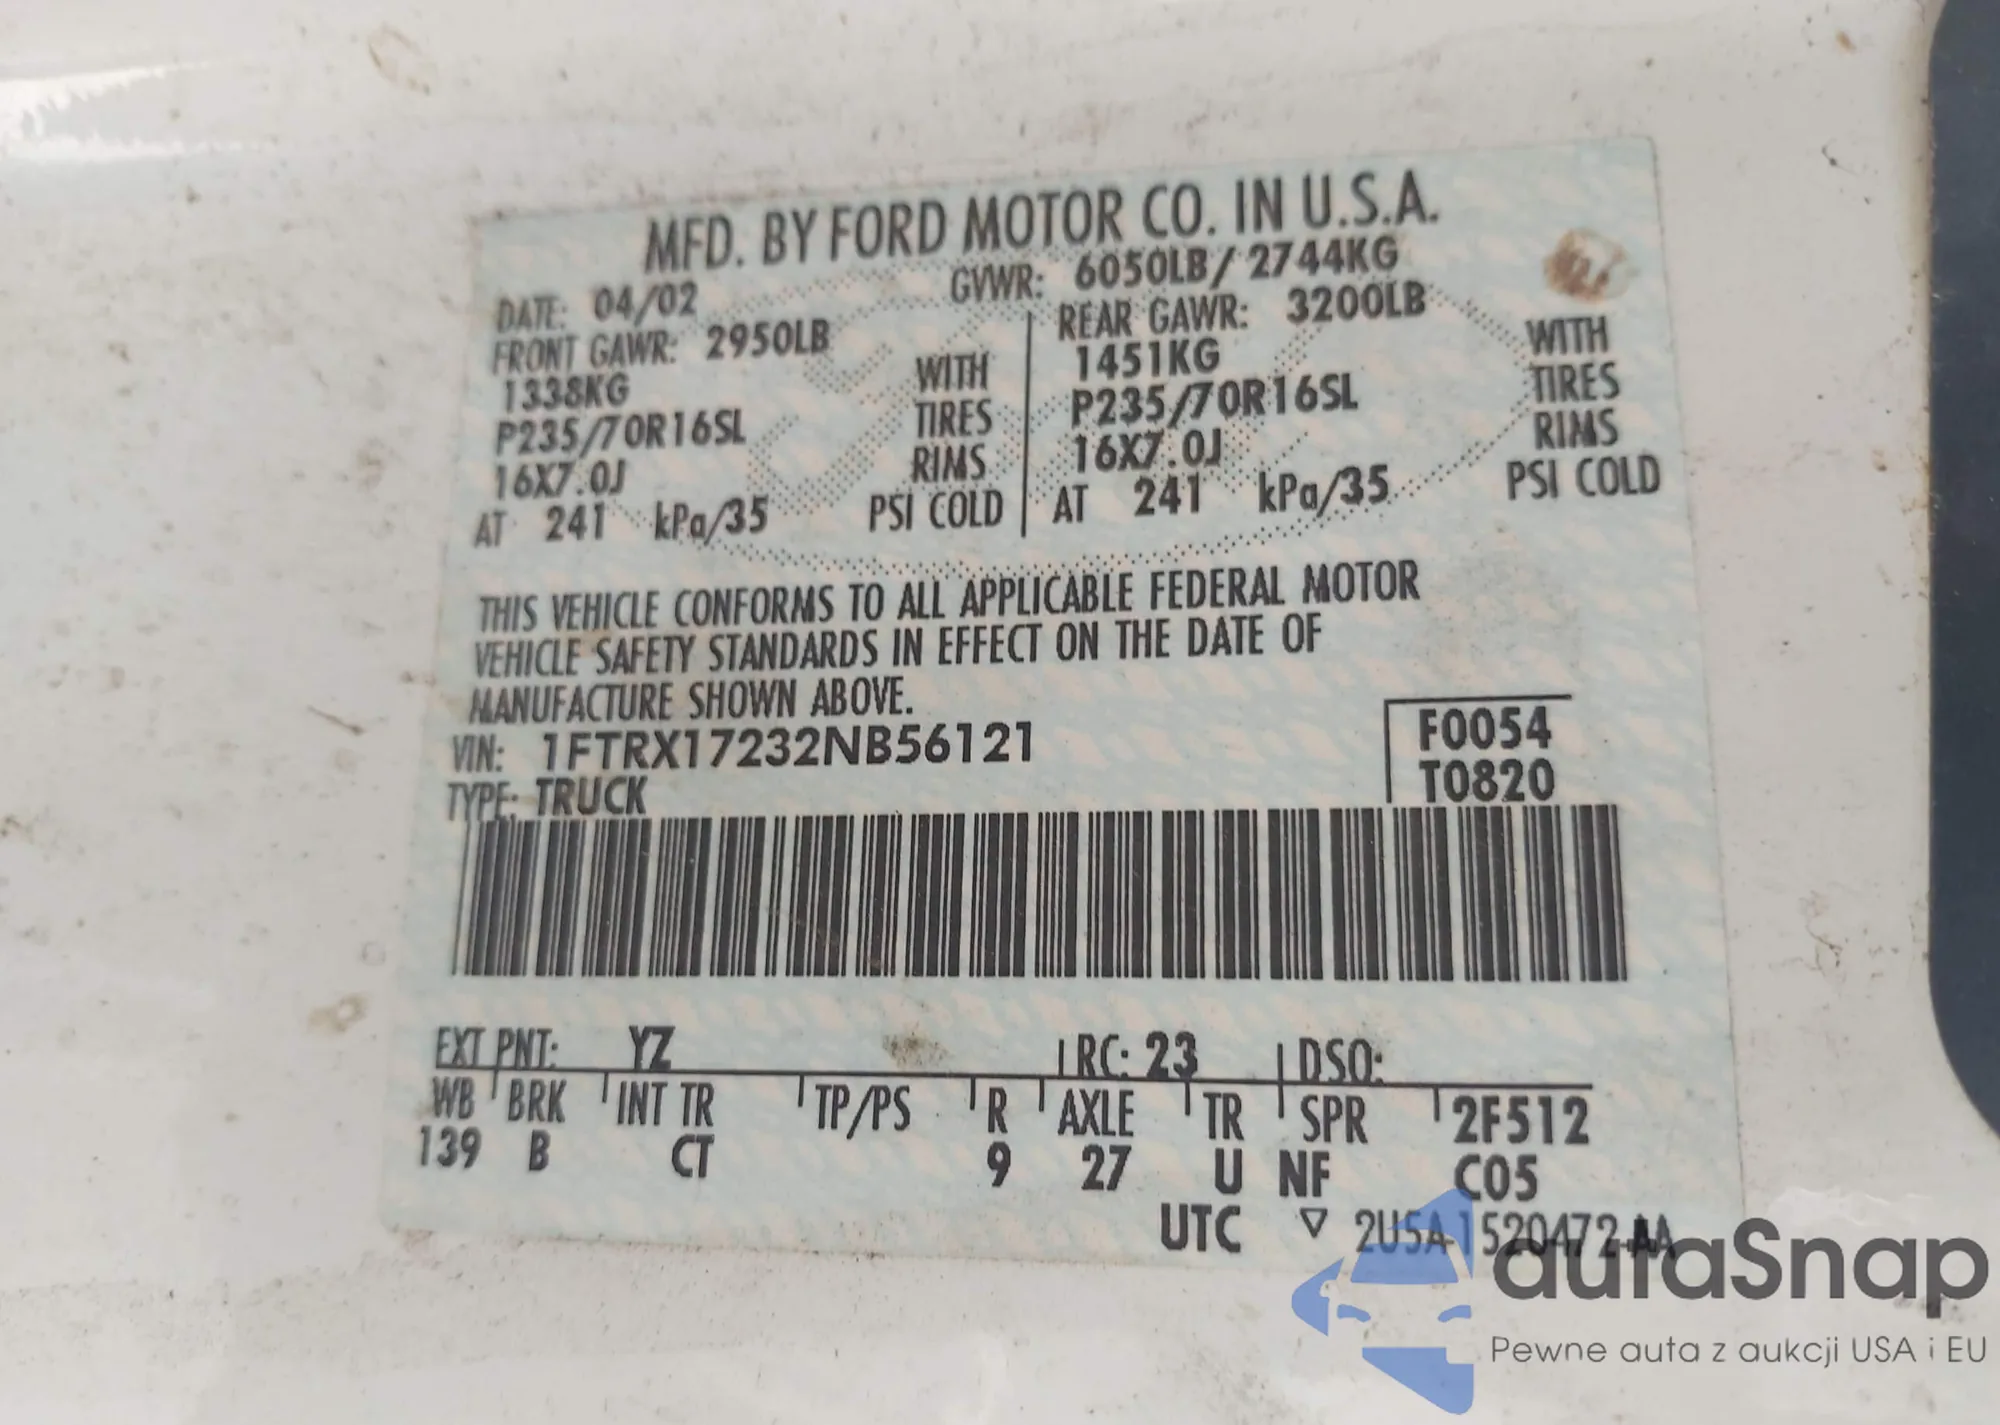 MFD. BY FORD MOTOR CO. IN U.S.A.
DATE: 04/02 GVWR: 6050LB/2744KG
FRONT GAWR: 2950LB REAR GAWR: 3200LB
1338KG WITH 1451KG WITH
P235/70R16SL TIRES P235/70R16SL TIRES
16X7.0J RIMS 16X7.0J RIMS
AT 241 kPa/35 PSI COLD AT 241 kPa/35 PSI COLD
THIS VEHICLE CONFORMS TO ALL APPLICABLE FEDERAL MOTOR
VEHICLE SAFETY STANDARDS IN EFFECT ON THE DATE OF
MANUFACTURE SHOWN ABOVE.
VIN: 1FTRX17232NB56121 F0054
TYPE: TRUCK T0820
EXT PNT: YZ RC: 23 DSO:
WB BRK INT TR TP/PS R AXLE TR SPR 2F512
139 B CT 9 27 U NF C05
UTC ▽ 2U5A-1520472-AA
autaSnap
Pewne auta z aukcji USA i EU